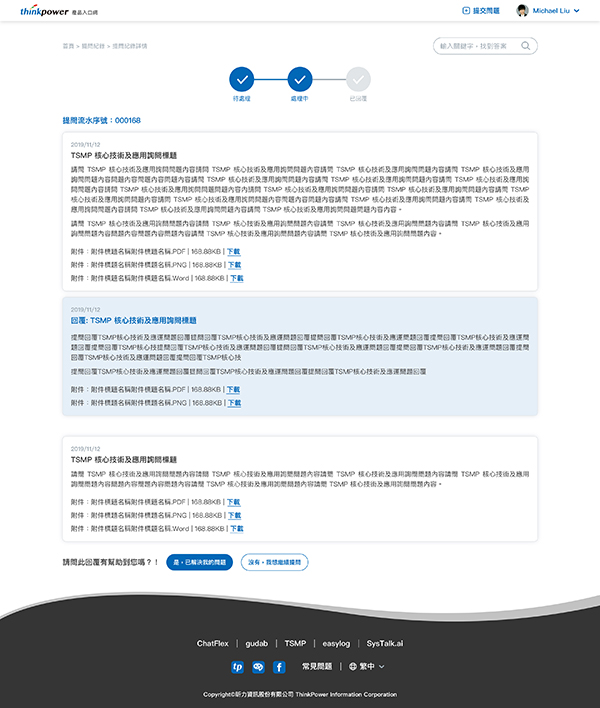 thinkpower 產品入口網
提交問題
Michael Liu
首頁 > 提問紀錄 > 提問紀錄詳情
輸入關鍵字，找到答案
待處理
處理中
已回覆
提問流水序號：000168
2019/11/12
TSMP 核心技術及應用詢問標題
請問 TSMP 核心技術及應用詢問問題內容請問 TSMP 核心技術及應用詢問問題內容請問 TSMP 核心技術及應用詢問問題內容請問 TSMP 核心技術及應用
詢問問題內容問題內容問題內容問題內容請問 TSMP 核心技術及應用詢問問題內容請問 TSMP 核心技術及應用詢問問題內容請問 TSMP 核心技術及應用詢
問問題內容請問 TSMP 核心技術及應用詢問問題內容請問 TSMP 核心技術及應用詢問問題內容請問 TSMP 核心技術及應用詢問問題內容請問 TSMP
核心技術及應用詢問問題內容請問 TSMP 核心技術及應用詢問問題內容問題內容問題內容請問 TSMP 核心技術及應用詢問問題內容請問 TSMP 核心技術及
應用詢問問題內容請問 TSMP 核心技術及應用詢問問題內容請問 TSMP 核心技術及應用詢問問題內容內容。
請問 TSMP 核心技術及應用詢問問題內容請問 TSMP 核心技術及應用詢問問題內容請問 TSMP 核心技術及應用詢問問題內容請問 TSMP 核心技術及應用
詢問問題內容問題內容問題內容問題內容請問 TSMP 核心技術及應用詢問問題內容請問 TSMP 核心技術及應用詢問問題內容。
附件：附件標題名稱附件標題名稱.PDF | 168.88KB | 下載
附件：附件標題名稱附件標題名稱.PNG | 168.88KB | 下載
附件：附件標題名稱附件標題名稱.Word | 168.88KB | 下載
2019/11/12
回覆: TSMP 核心技術及應用詢問標題
提問回覆TSMP核心技術及應運問題回覆提問回覆TSMP核心技術及應運問題回覆提問回覆TSMP核心技術及應運問題回覆提問回覆TSMP核心技術及應運問
題回覆提問回覆TSMP核心技提問回覆TSMP核心技術及應運問題回覆提問回覆TSMP核心技術及應運問題回覆提問回覆TSMP核心技術及應運問題回覆提問
回覆TSMP核心技術及應運問題回覆提問回覆TSMP核心技
提問回覆TSMP核心技術及應運問題回覆提問回覆TSMP核心技術及應運問題回覆提問回覆TSMP核心技術及應運問題回覆
附件：附件標題名稱附件標題名稱.PDF | 168.88KB | 下載
附件：附件標題名稱附件標題名稱.PNG | 168.88KB | 下載
2019/11/12
TSMP 核心技術及應用詢問標題
請問 TSMP 核心技術及應用詢問問題內容請問 TSMP 核心技術及應用詢問問題內容請問 TSMP 核心技術及應用詢問問題內容請問 TSMP 核心技術及應用
詢問問題內容問題內容問題內容問題內容請問 TSMP 核心技術及應用詢問問題內容請問 TSMP 核心技術及應用詢問問題內容。
附件：附件標題名稱附件標題名稱.PDF | 168.88KB | 下載
附件：附件標題名稱附件標題名稱.PNG | 168.88KB | 下載
附件：附件標題名稱附件標題名稱.Word | 168.88KB | 下載
請問此回覆有幫助到您嗎？！
是，已解決我的問題
沒有，我想繼續提問
ChatFlex | gudab | TSMP | easylog | SysTalk.ai
tp
f
常見問題 | 繁中
Copyright©昕力資訊股份有限公司 ThinkPower Information Corporation